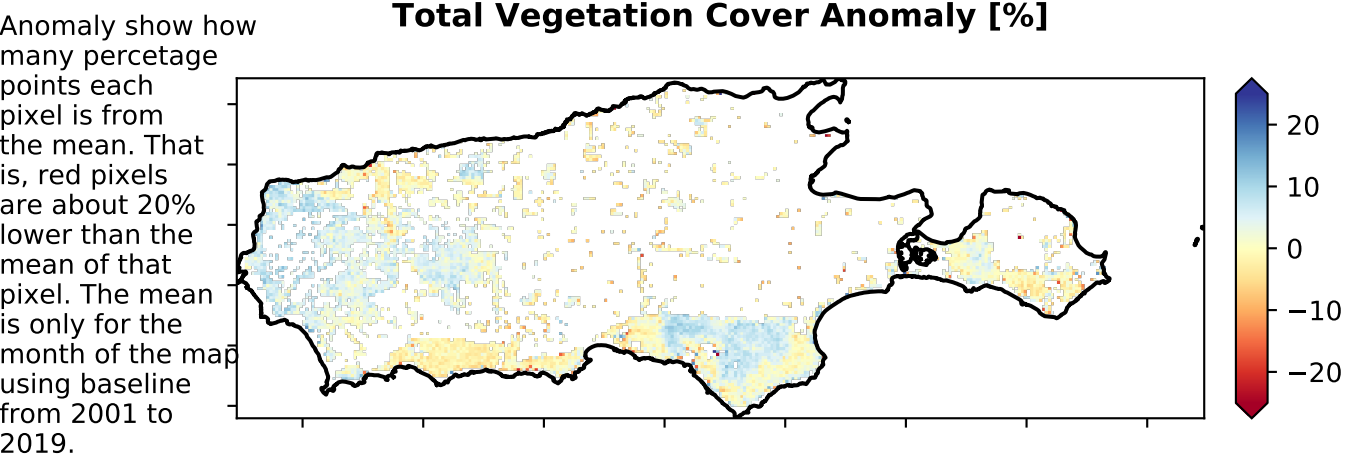 Total Vegetation Cover Anomaly [%]
Anomaly show how
many percetage
points each
pixel is from
the mean. That
is, red pixels
are about 20%
lower than the
mean of that
pixel. The mean
is only for the
month of the map
using baseline
from 2001 to
2019.
20
10
0
−10
−20